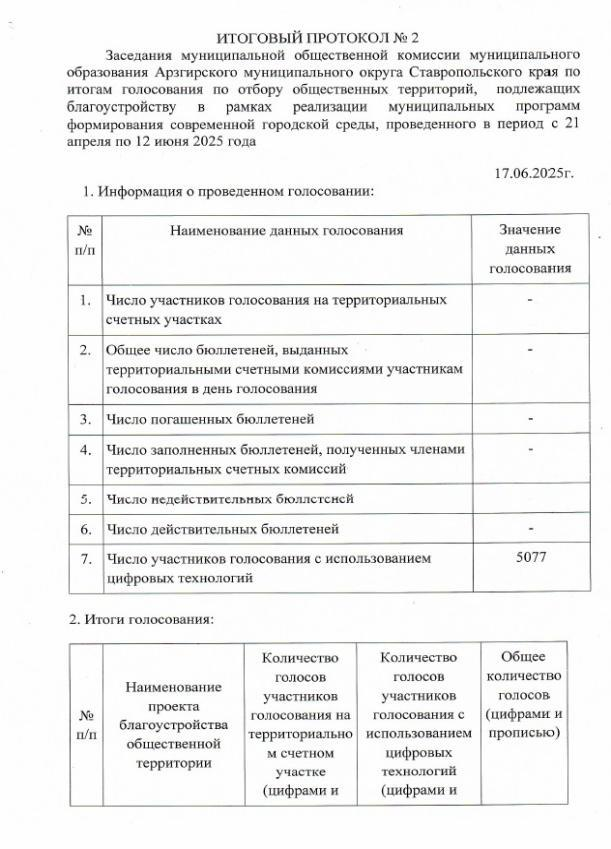 ИТОГОВЫЙ ПРОТОКОЛ № 2
Заседания муниципальной общественной комиссии муниципального
образования Арзгирского муниципального округа Ставропольского края по
итогам голосования по отбору общественных территорий, подлежащих
благоустройству в рамках реализации муниципальных программ
формирования современной городской среды, проведенного в период с 21
апреля по 12 июня 2025 года
17.06.2025г.
1. Информация о проведенном голосовании:
№ п/п Наименование данных голосования Значение данных голосования
1. Число участников голосования на территориальных -
счетных участках
2. Общее число бюллетеней, выданных -
территориальными счетными комиссиями участникам
голосования в день голосования
3. Число погашенных бюллетеней -
4. Число заполненных бюллетеней, полученных членами -
территориальных счетных комиссий
5. Число недействительных бюллетеней
6. Число действительных бюллетеней -
7. Число участников голосования с использованием 5077
цифровых технологий
2. Итоги голосования:
№
п/п
Наименование
проекта
благоустройства
общественной
территории
Количество
голосов
участников
голосования на
территориально
м счетном
участке
(цифрами и
Количество
голосов
участников
голосования с
использованием
цифровых
технологий
(цифрами и
Общее
количество
голосов
(цифрами и
прописью)